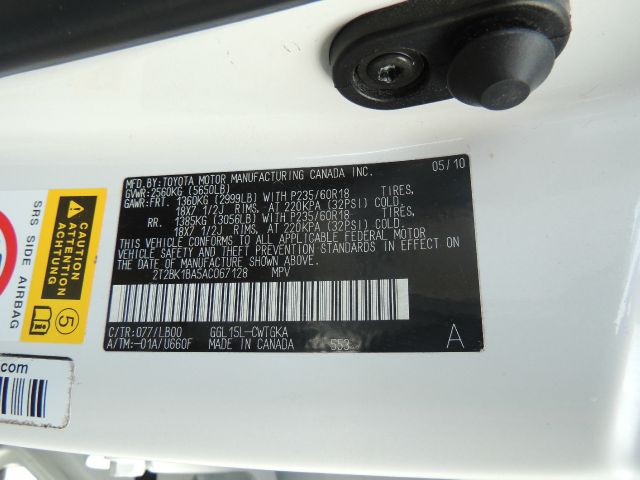 MFD.BY:TOYOTA MOTOR MANUFACTURING CANADA INC. 05/10
GVWR:2560KG (5650LB)
GAWR:FRT. 1360KG (2999LB) WITH P235/60R18 TIRES,
18X7 1/2J RIMS, AT 220KPA (32PSI) COLD.
RR. 1385KG (3056LB) WITH P235/60R18 TIRES,
18X7 1/2J RIMS, AT 220KPA (32PSI) COLD.
THIS VEHICLE CONFORMS TO ALL APPLICABLE FEDERAL MOTOR
VEHICLE SAFETY AND THEFT PREVENTION STANDARDS IN EFFECT
ON THE DATE OF MANUFACTURE SHOWN ABOVE.
2T2BK1BA5AC067128 MPV
C/TR:077/LB00 GGL15L-CWTGKA
A/TM:-01A/U660F MADE IN CANADA 553 A
SRS SIDE AIRBAG
ATTENTION
ACHTUNG
5
.com